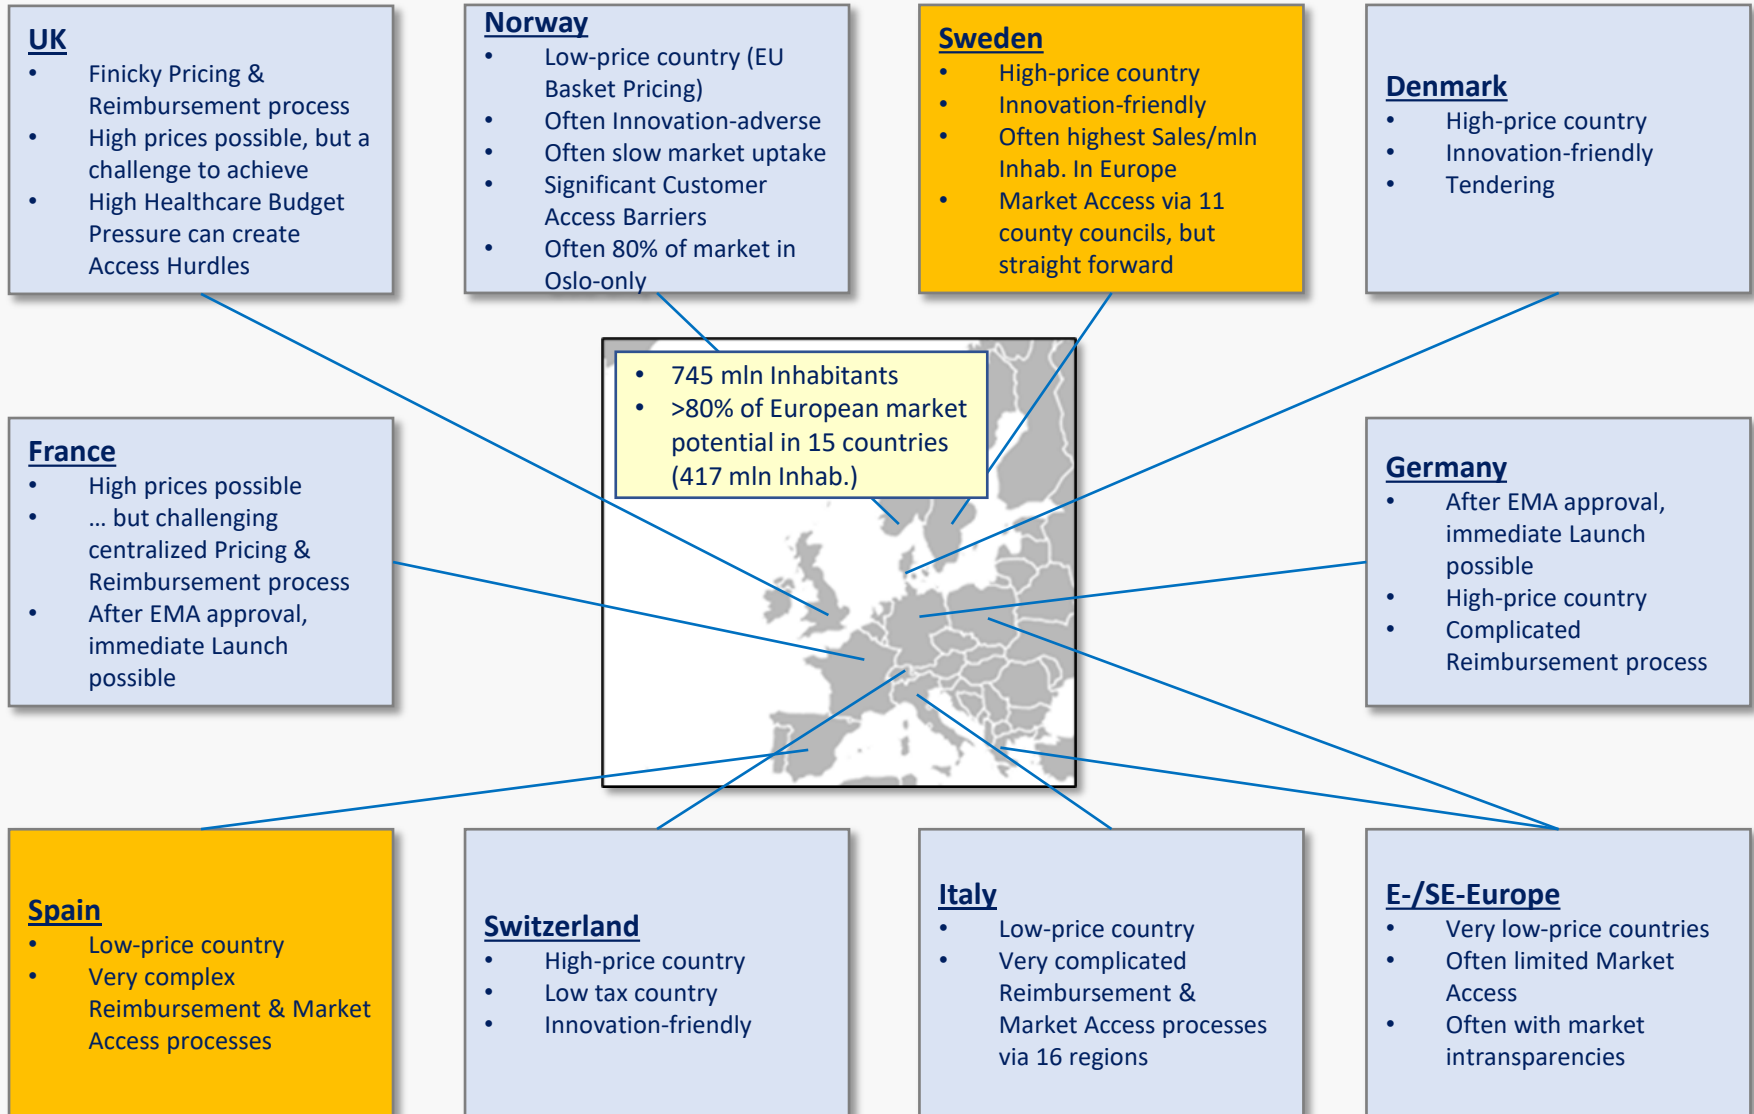 UK
• Finicky Pricing &
Reimbursement process
• High prices possible, but a
challenge to achieve
• High Healthcare Budget
Pressure can create
Access Hurdles
Norway
• Low-price country (EU
Basket Pricing)
• Often Innovation-adverse
• Often slow market uptake
• Significant Customer
Access Barriers
• Often 80% of market in
Oslo-only
Sweden
• High-price country
• Innovation-friendly
• Often highest Sales/mln
Inhab. In Europe
• Market Access via 11
county councils, but
straight forward
Denmark
• High-price country
• Innovation-friendly
• Tendering
• 745 mln Inhabitants
• >80% of European market
potential in 15 countries
(417 mln Inhab.)
France
• High prices possible
• … but challenging
centralized Pricing &
Reimbursement process
• After EMA approval,
immediate Launch
possible
Germany
• After EMA approval,
immediate Launch
possible
• High-price country
• Complicated
Reimbursement process
Spain
• Low-price country
• Very complex
Reimbursement & Market
Access processes
Switzerland
• High-price country
• Low tax country
• Innovation-friendly
Italy
• Low-price country
• Very complicated
Reimbursement &
Market Access processes
via 16 regions
E-/SE-Europe
• Very low-price countries
• Often limited Market
Access
• Often with market
intransparencies